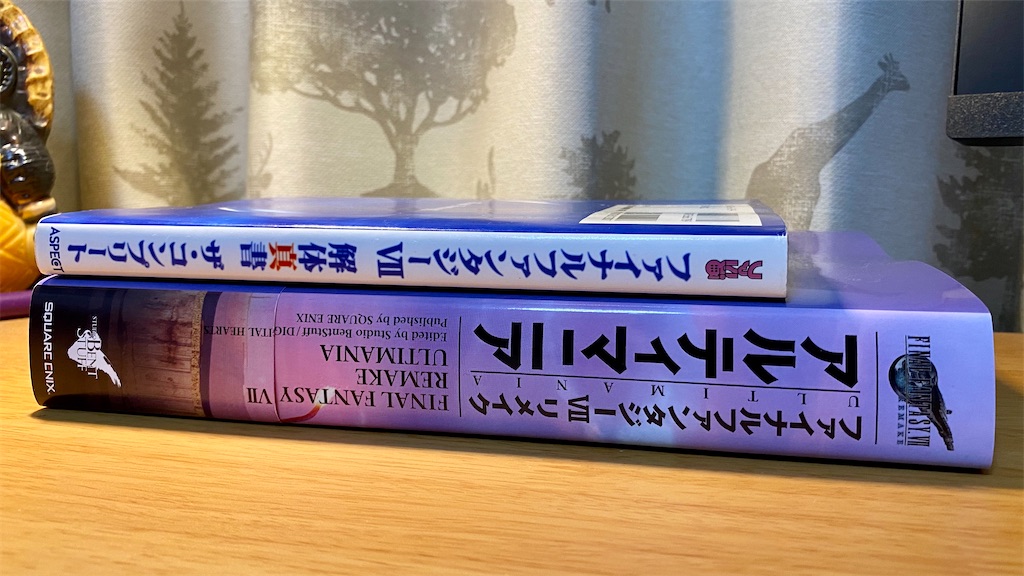 ファミ通
ファイナルファンタジーⅦ 解体真書 ザ・コンプリート
ASPECT
FINAL FANTASY VII
REMAKE
ファイナルファンタジーⅦ リメイク
ULTIMANIA
アルティマニア
FINAL FANTASY VII
REMAKE
ULTIMANIA
Edited by Studio BentStuff / DIGITAL HEARTS
Published by SQUARE ENIX
STUDIO
BENT
STUFF
SQUARE ENIX